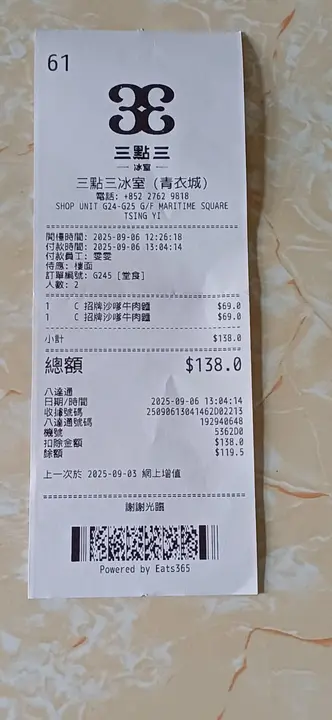 61
三點三
冰室
三點三冰室 (青衣城)
電話: +852 2762 9818
SHOP UNIT G24-G25 G/F MARITIME SQUARE
TSING YI
開檯時間: 2025-09-06 12:26:18
付款時間: 2025-09-06 13:04:14
付款員工: 雯雯
侍應: 樓面
訂單編號: G245 [堂食]
人數: 2
1 C 招牌沙嗲牛肉麵 $69.0
1 C 招牌沙嗲牛肉麵 $69.0
小計 $138.0
總額 $138.0
八達通
日期/時間 2025-09-06 13:04:14
收據號碼 25090613041462D02213
八達通號碼 192940648
機號 5362D0
扣除金額 $138.0
餘額 $119.5
上一次於 2025-09-03 網上增值
謝謝光臨
Powered by Eats365